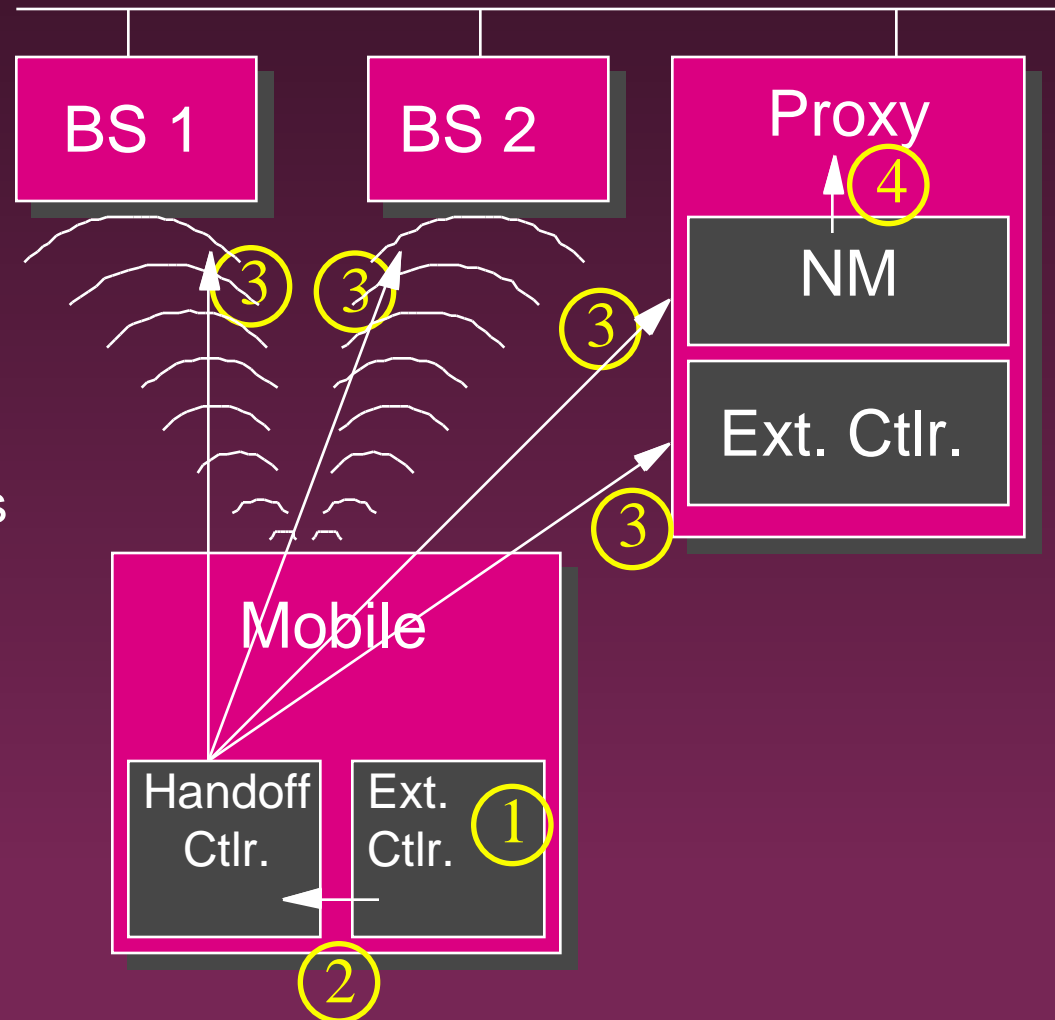 BS 1
BS 2
Proxy
4
NM
3
3
3
Ext. Ctlr.
s
3
Mobile
Handoff
Ctlr.
Ext.
Ctlr.
1
2